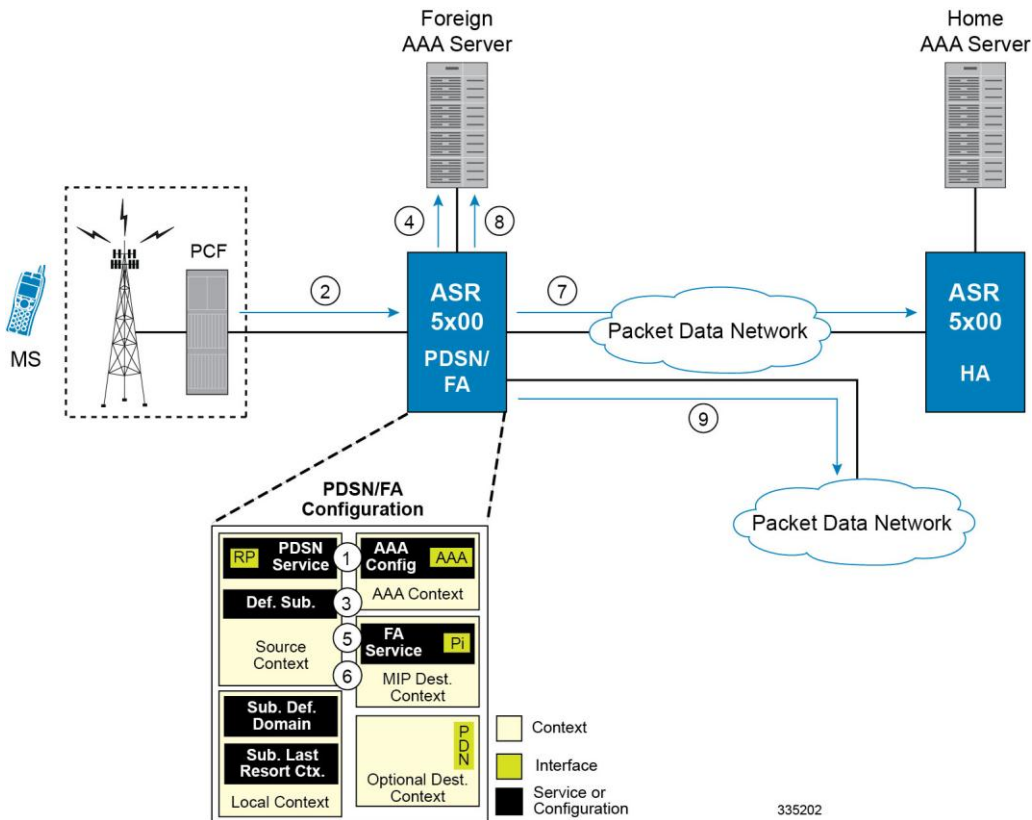 Foreign
AAA Server
Home
AAA Server
4
8
PCF
MS
2
ASR
5x00
PDSN/
FA
7
Packet Data Network
ASR
5x00
HA
9
Packet Data Network
PDSN/FA
Configuration
RP
PDSN
Service
1
AAA
Config
AAA
AAA Context
Def. Sub.
3
Source
Context
5
FA
Service
Pi
6
MIP Dest.
Context
Sub. Def.
Domain
Sub. Last
Resort Ctx.
Local Context
P
D
N
Optional Dest.
Context
Context
Interface
Service or
Configuration
335202